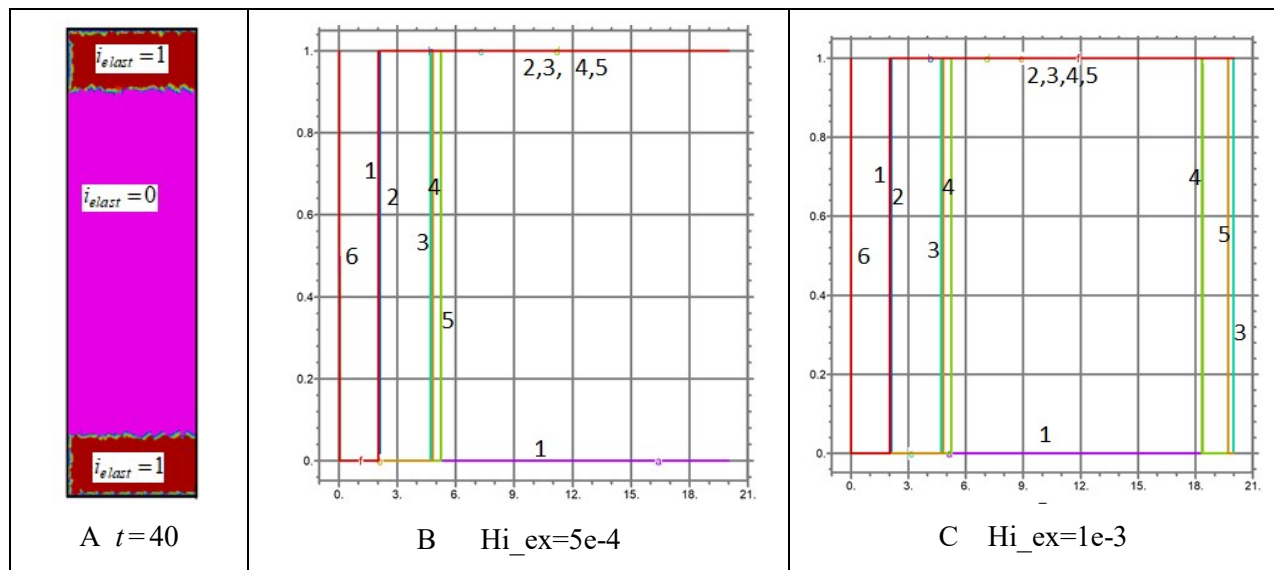 i_elast=1
i_elast=0
i_elast=1
A t=40
1.
0.8
0.6
0.4
0.2
0.
0. 3. 6. 9. 12. 15. 18. 21.
b c d
2,3, 4,5
1
2
4
3
6
5
1
f a a
B Hi_ex=5e-4
1.
0.8
0.6
0.4
0.2
0.
0. 3. 6. 9. 12. 15. 18. 21.
b d e f
2,3,4,5
1
2
4
4
3
5
6
3
1
c a
C Hi_ex=1e-3